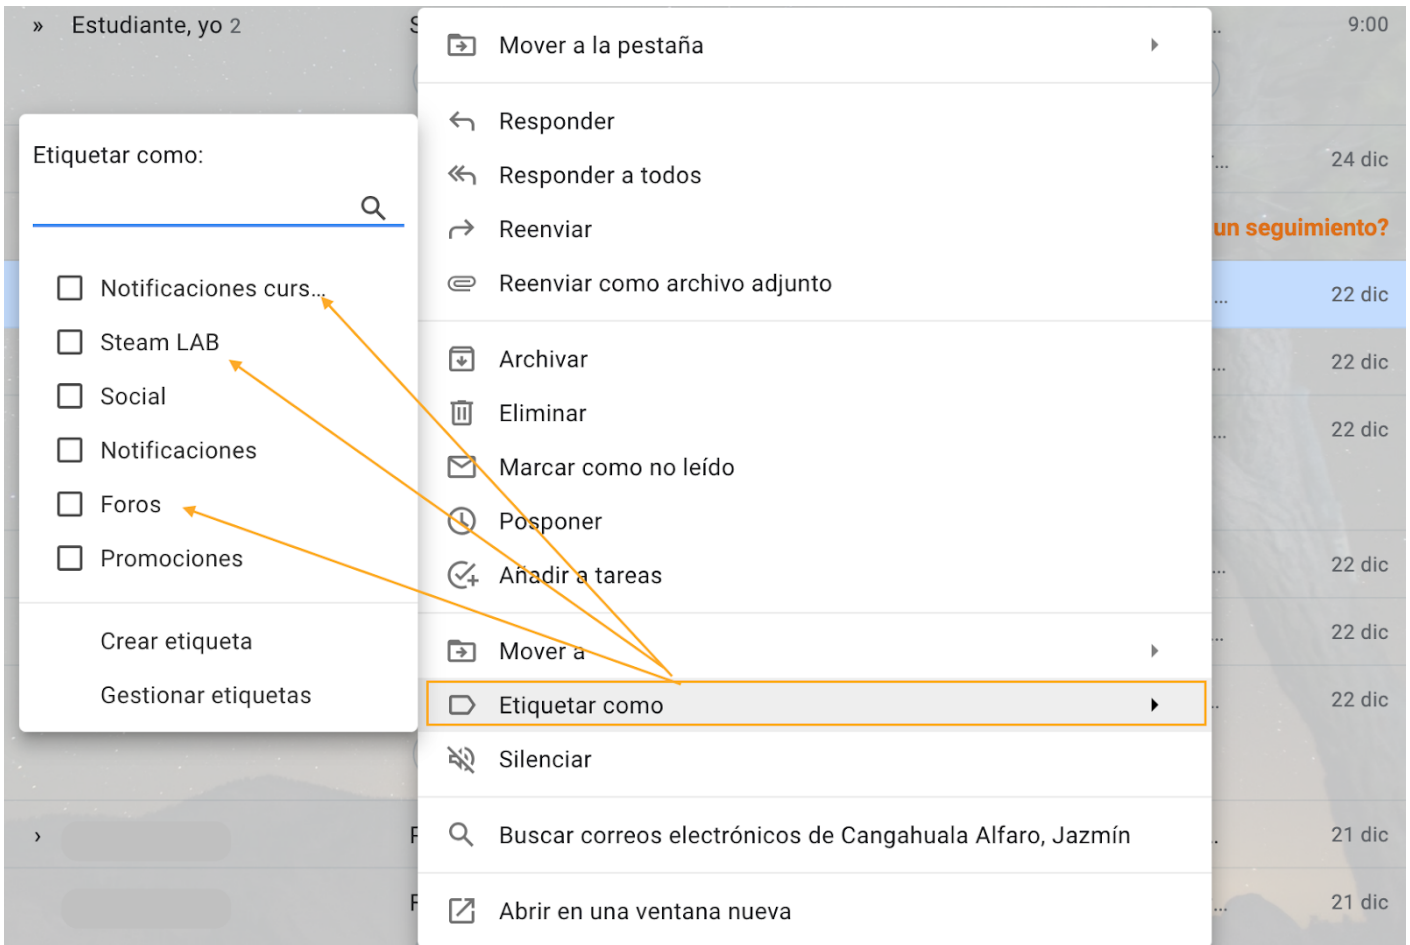 » Estudiante, yo 2
9:00
Mover a la pestaña
Responder
Responder a todos
Reenviar
Reenviar como archivo adjunto
Archivar
Eliminar
Marcar como no leído
Posponer
Añadir a tareas
Mover a
Etiquetar como
Silenciar
Buscar correos electrónicos de Cangahuala Alfaro, Jazmín
Abrir en una ventana nueva
Etiquetar como:
Notificaciones curs...
Steam LAB
Social
Notificaciones
Foros
Promociones
Crear etiqueta
Gestionar etiquetas
24 dic
un seguimiento?
22 dic
22 dic
22 dic
22 dic
22 dic
22 dic
21 dic
21 dic